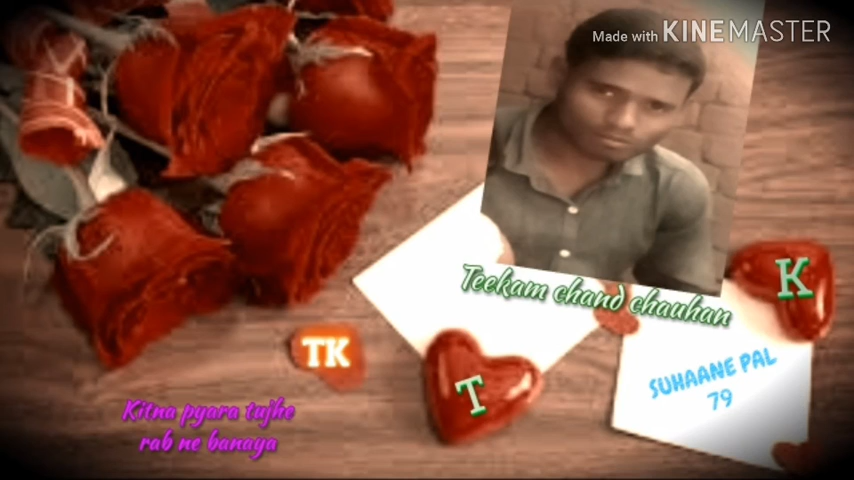 Made with KINEMASTER
Teekam chand chauhan
K
TK
T
SUHAANE PAL
79
Kitna pyara tujhe
rab ne banaya